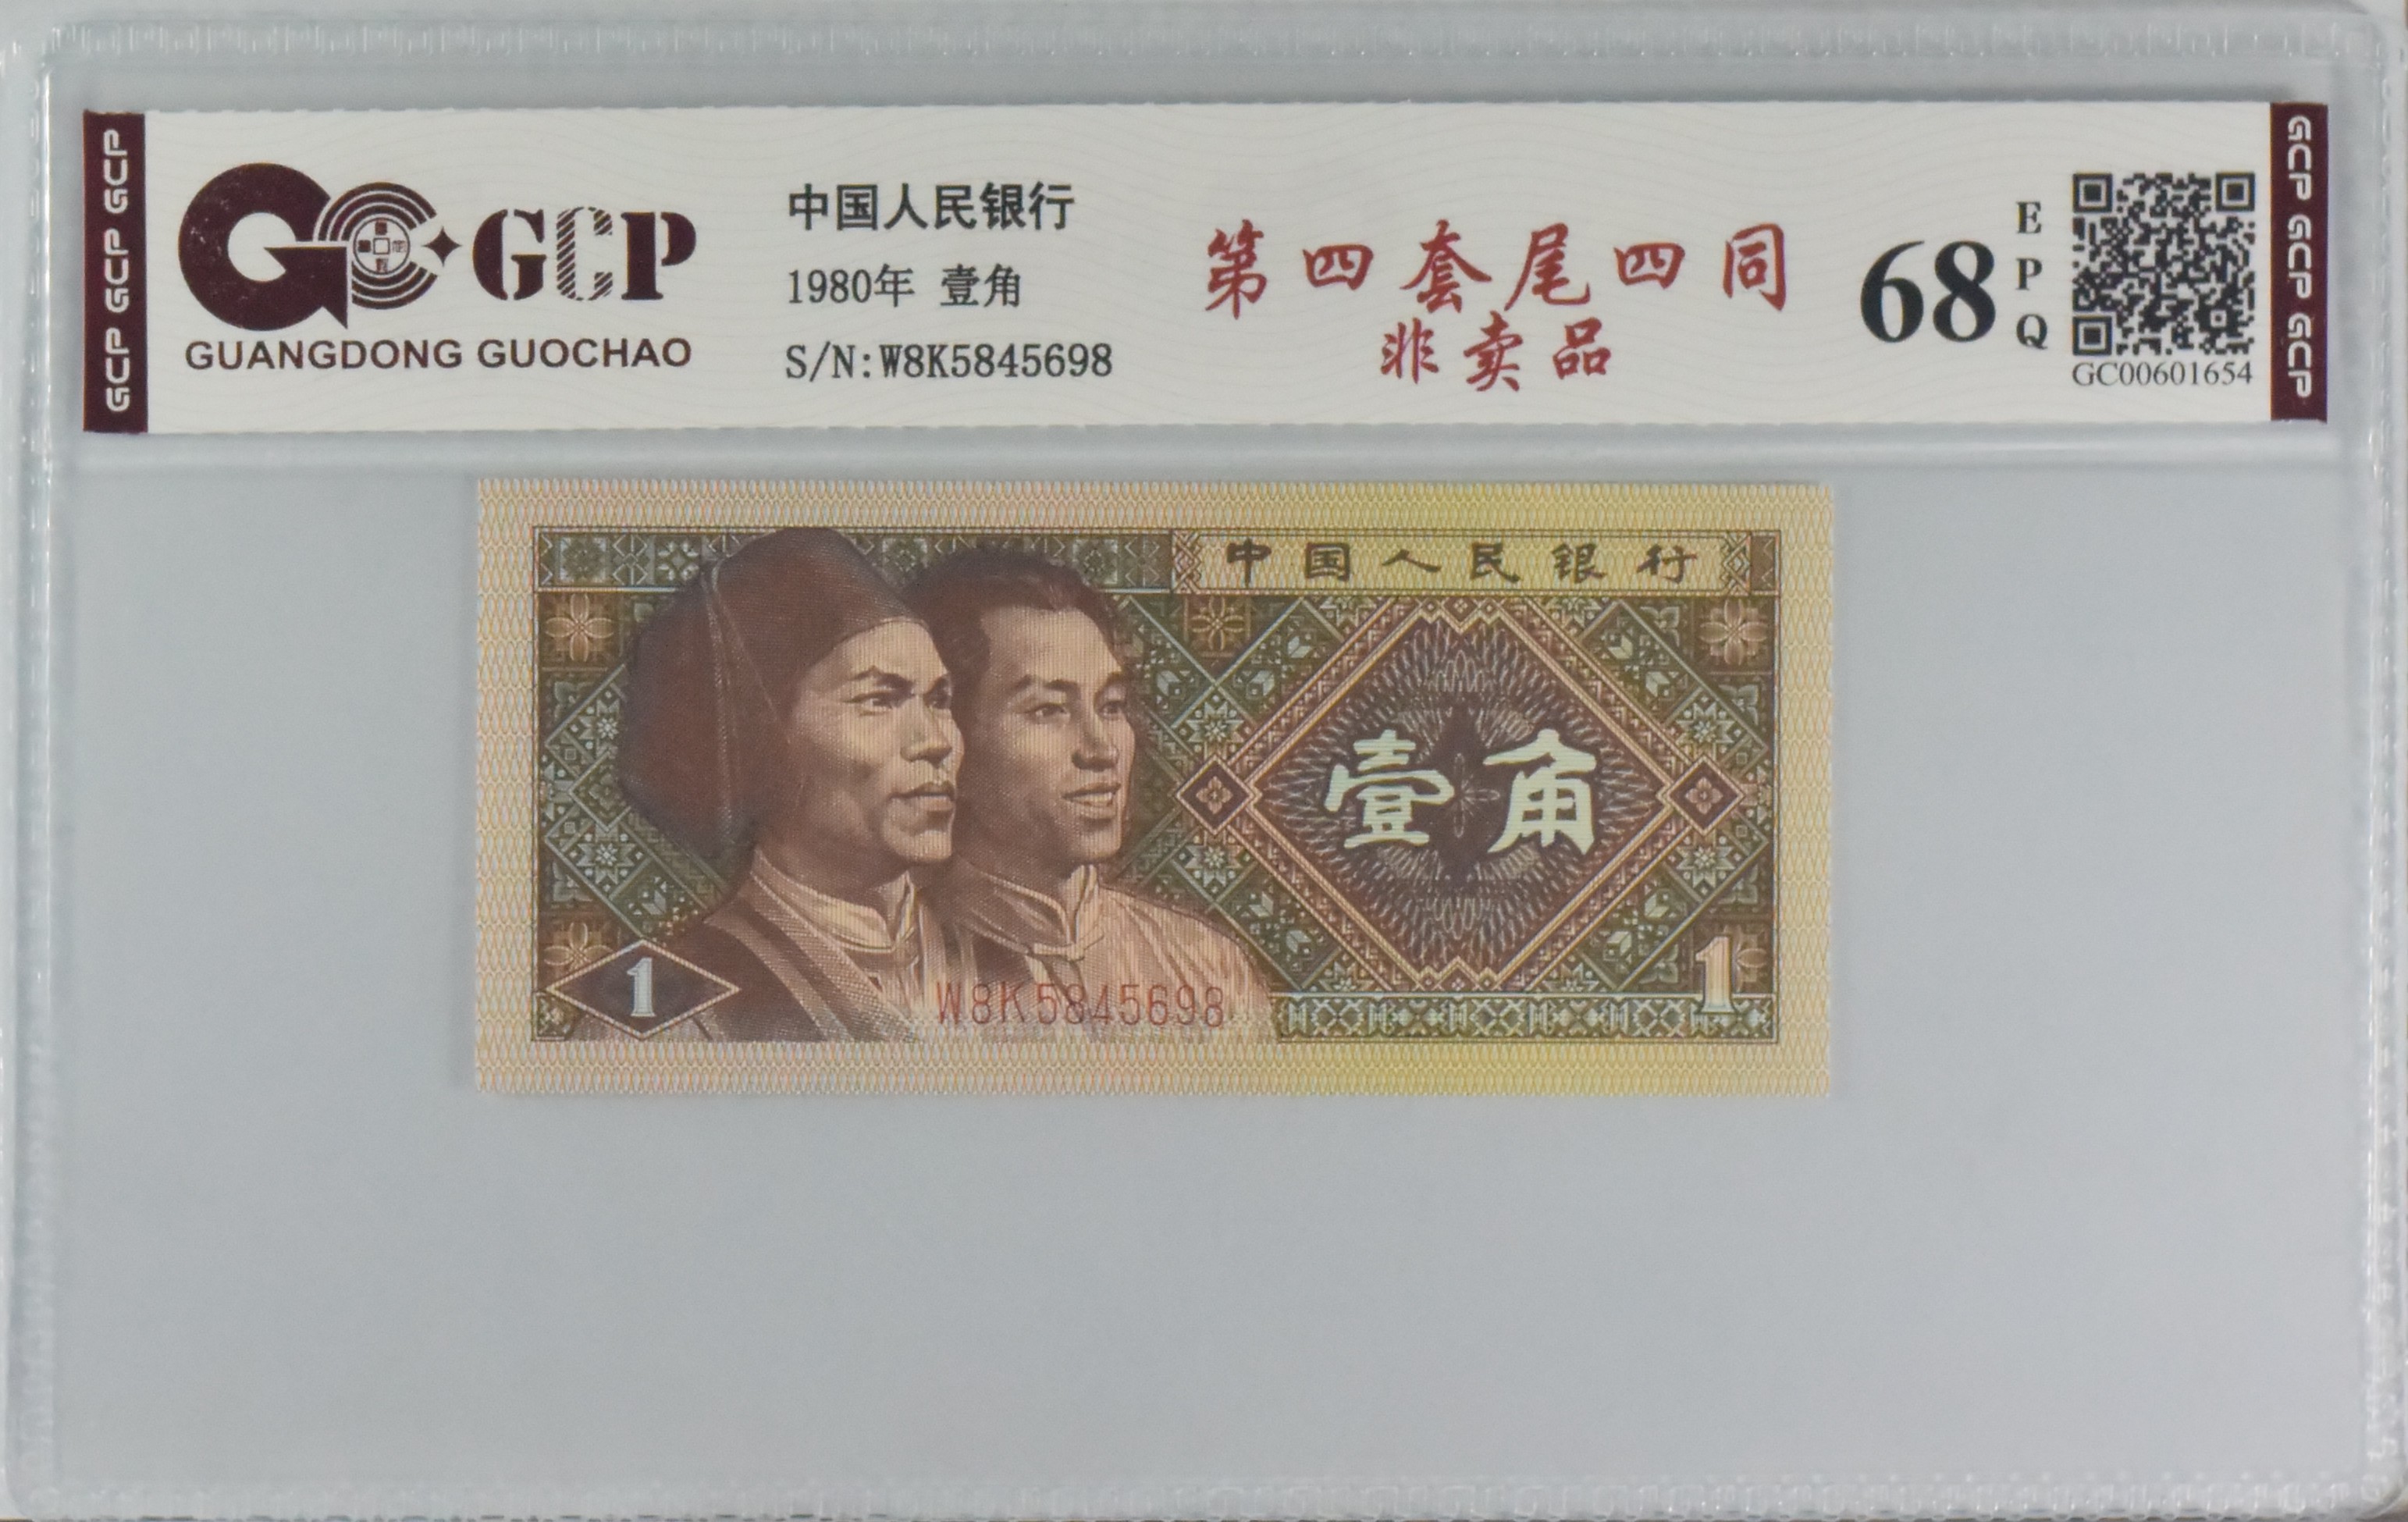 GCP GCP GCP
GCP
GUANGDONG GUOCHAO
中国人民银行
1980年 壹角
S/N:W8K5845698
第四套尾四同
非卖品
68
EPQ
GC00601654
GCP GCP GCP
中国人民银行
壹角
1
W8K5845698
1